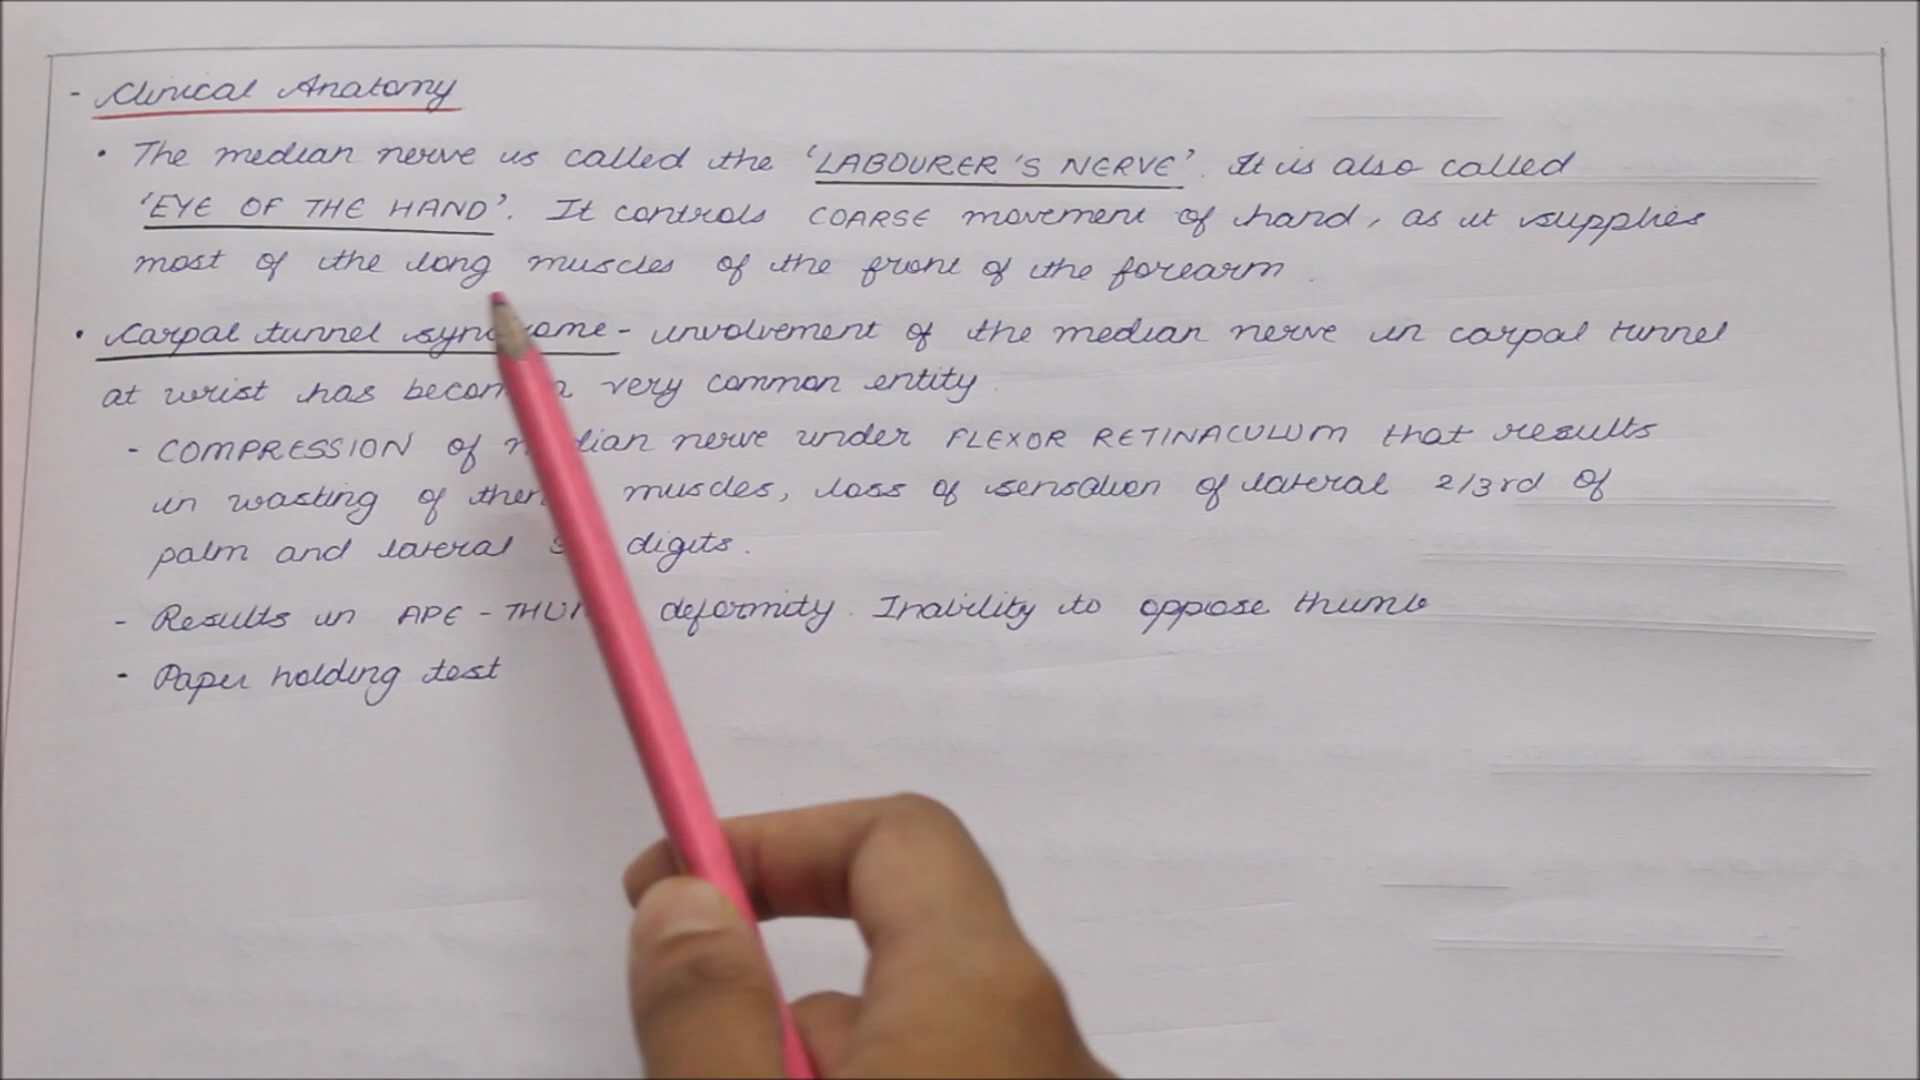 - Clinical Anatomy
• The median nerve is called the 'LABOURER'S NERVE'. It is also called
'EYE OF THE HAND'. It controls COARSE movement of hand, as it supplies
most of the long muscles of the front of the forearm.
• Carpal tunnel syndrome - involvement of the median nerve in carpal tunnel
at wrist has very common entity
- COMPRESSION of median nerve under FLEXOR RETINACULUM that results
in wasting of muscles, loss of sensation of lateral 2/3rd of
palm and lateral digits.
- Results in APE - deformity. Inability to oppose thumb
- Paper holding test